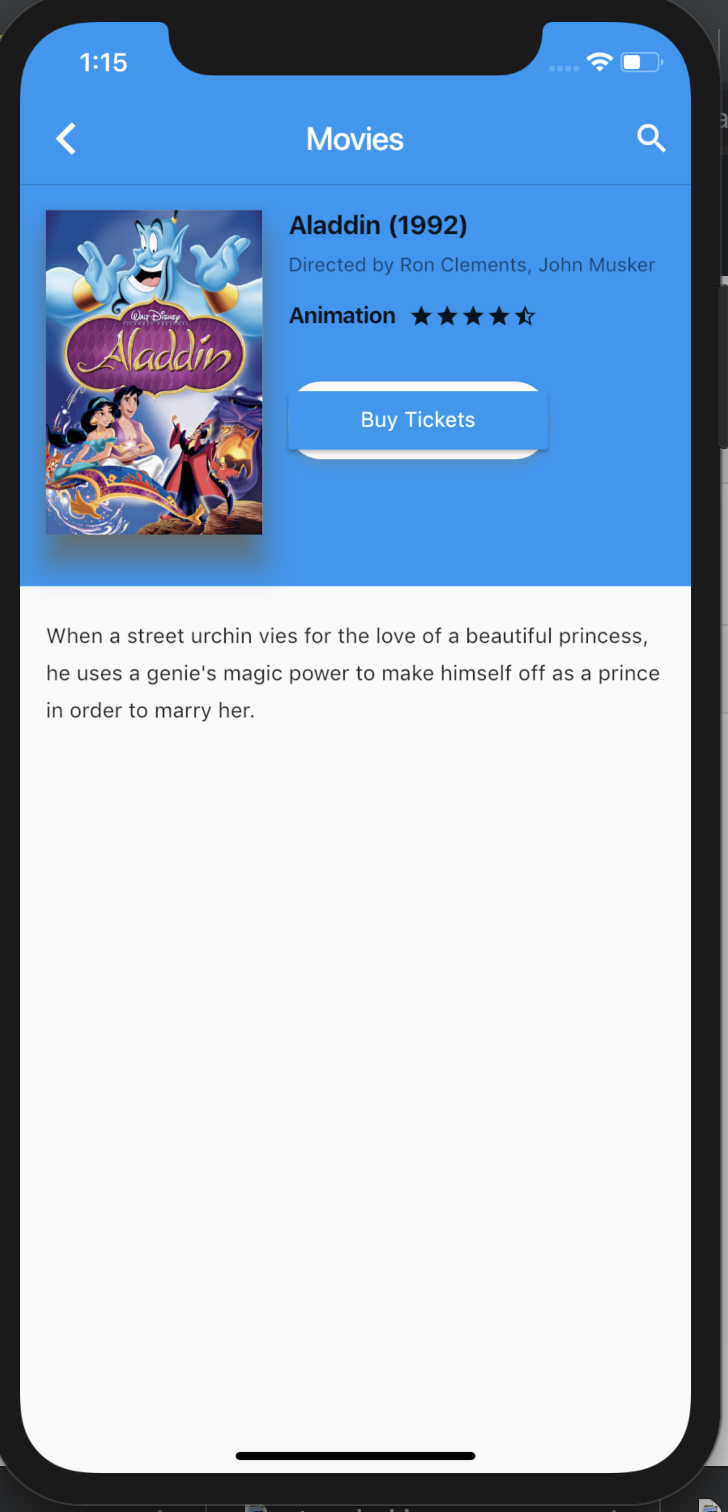 1:15
Movies
Aladdin (1992)
Directed by Ron Clements, John Musker
Animation
WALT DISNEY
Aladdin
Buy Tickets
When a street urchin vies for the love of a beautiful princess,
he uses a genie's magic power to make himself off as a prince
in order to marry her.